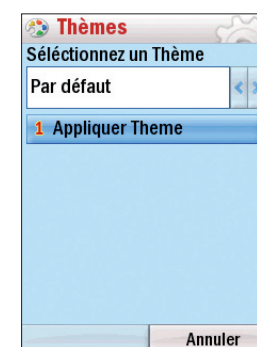 Thèmes
Séléctionnez un Thème
Par défaut
1 Appliquer Theme
Annuler